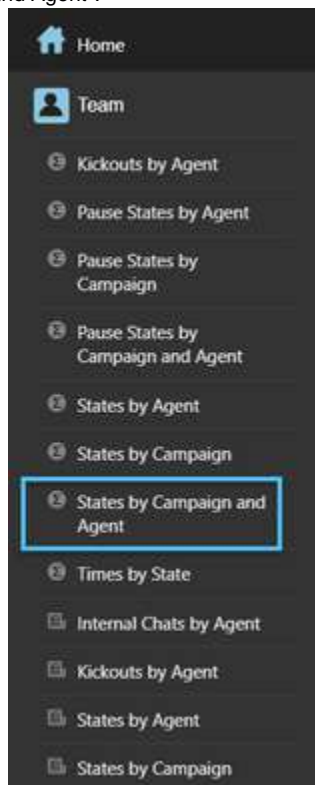 Home
Team
Kickouts by Agent
Pause States by Agent
Pause States by
Campaign
Pause States by
Campaign and Agent
States by Agent
States by Campaign
States by Campaign and
Agent
Times by State
Internal Chats by Agent
Kickouts by Agent
States by Agent
States by Campaign